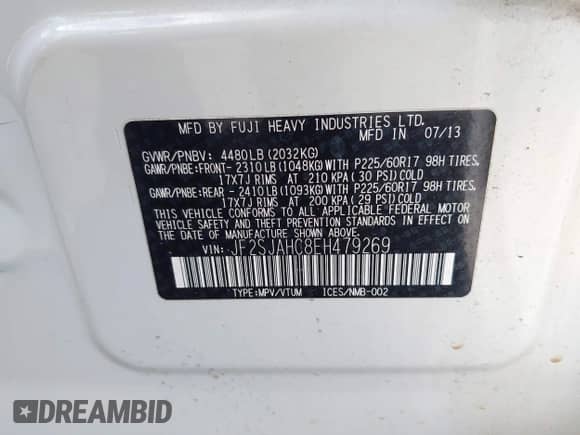 MFD BY FUJI HEAVY INDUSTRIES LTD.
MFD IN 07/13
GVWR/PNBV: 4480LB(2032KG)
GAWR/PNBE:FRONT- 2310LB(1048KG)WITH P225/60R17 98H TIRES.
17X7J RIMS AT 210 KPA(30 PSI)COLD
GAWR/PNBE:REAR -2410LB(1093KG)WITH P225/60R17 98H TIRES.
17X7J RIMS AT 200 KPA(29 PSI)COLD
THIS VEHICLE CONFORMS TO ALL APPLICABLE FEDERAL MOTOR
VEHICLE SAFETY AND THEFT PREVENTION STANDARDS IN EFFECT
ON THE DATE OF MANUFACTURE SHOWN ABOVE.
VIN: JF2SJAHC8EH479269
TYPE:MPV/VTUM ICES/NMB-002
DREAMBID